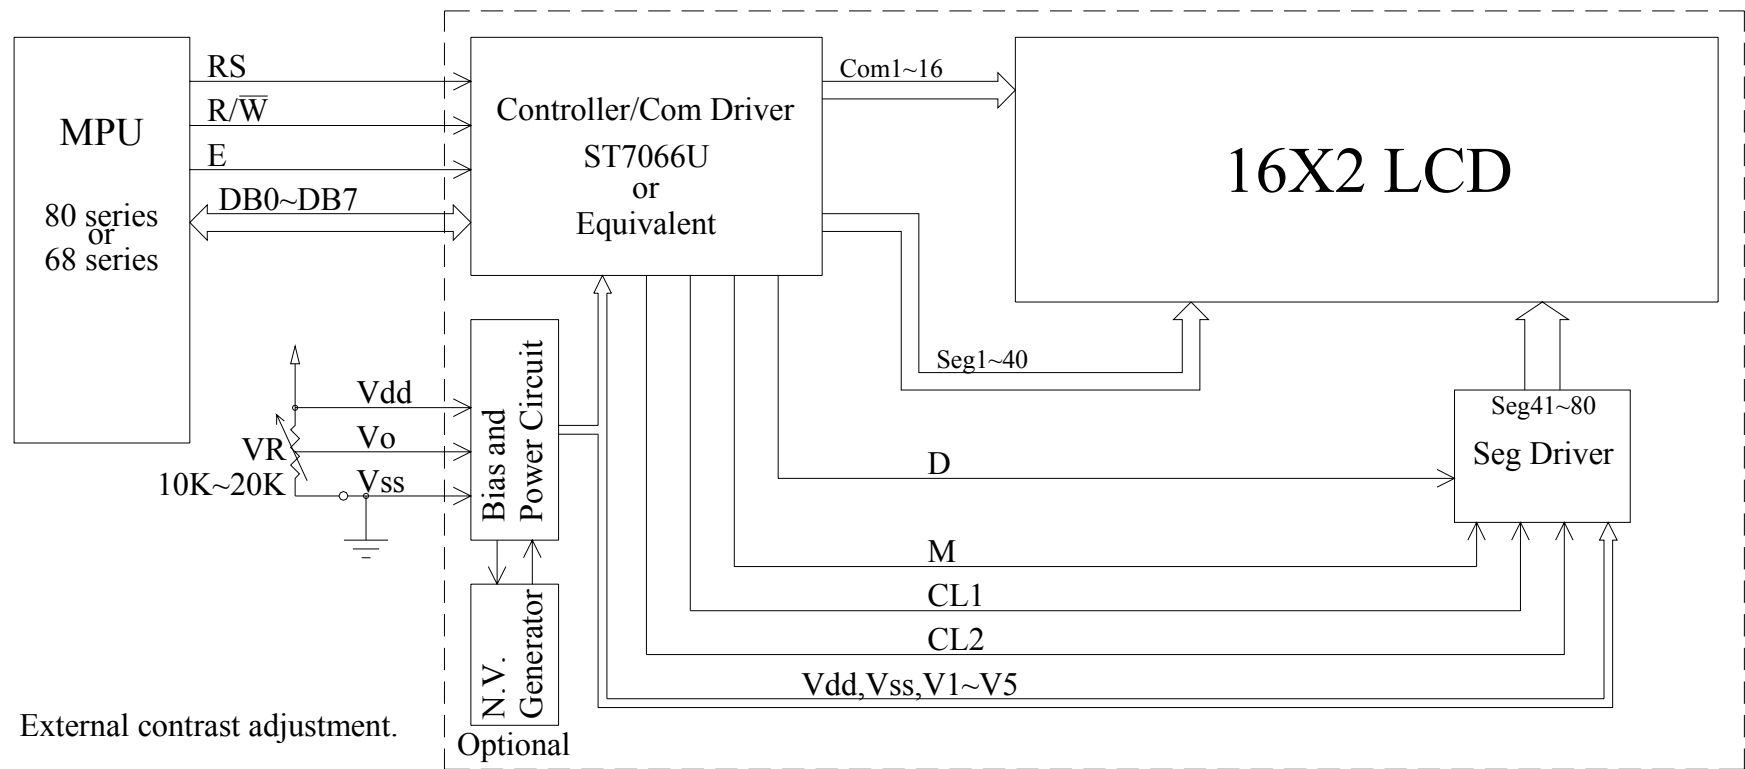 RS
R/W̅
E
DB0~DB7
MPU
80 series
or
68 series
Controller/Com Driver
ST7066U
or
Equivalent
Com1~16
16X2 LCD
Seg1~40
Seg41~80
Seg Driver
Vdd
Vo
Vss
VR
10K~20K
Bias and
Power Circuit
N.V.
Generator
Optional
D
M
CL1
CL2
Vdd,Vss,V1~V5
External contrast adjustment.